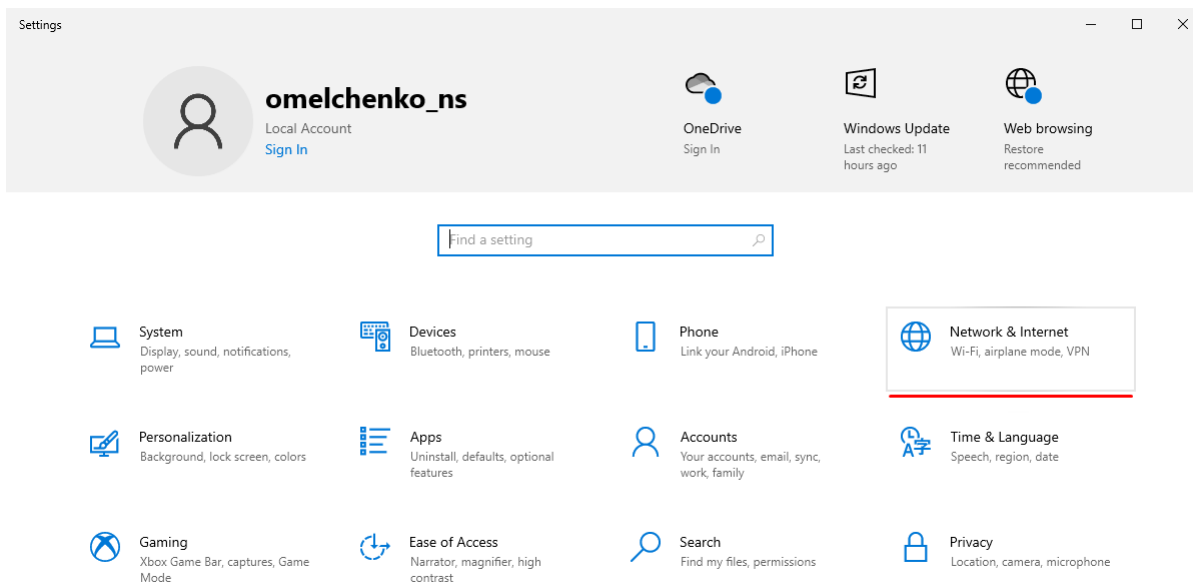 Settings
omelchenko_ns
Local Account
Sign In
OneDrive
Sign In
Windows Update
Last checked: 11
hours ago
Web browsing
Restore
recommended
Find a setting
System
Display, sound, notifications,
power
Devices
Bluetooth, printers, mouse
Phone
Link your Android, iPhone
Network & Internet
Wi-Fi, airplane mode, VPN
Personalization
Background, lock screen, colors
Apps
Uninstall, defaults, optional
features
Accounts
Your accounts, email, sync,
work, family
Time & Language
Speech, region, date
Gaming
Xbox Game Bar, captures, Game
Mode
Ease of Access
Narrator, magnifier, high
contrast
Search
Find my files, permissions
Privacy
Location, camera, microphone